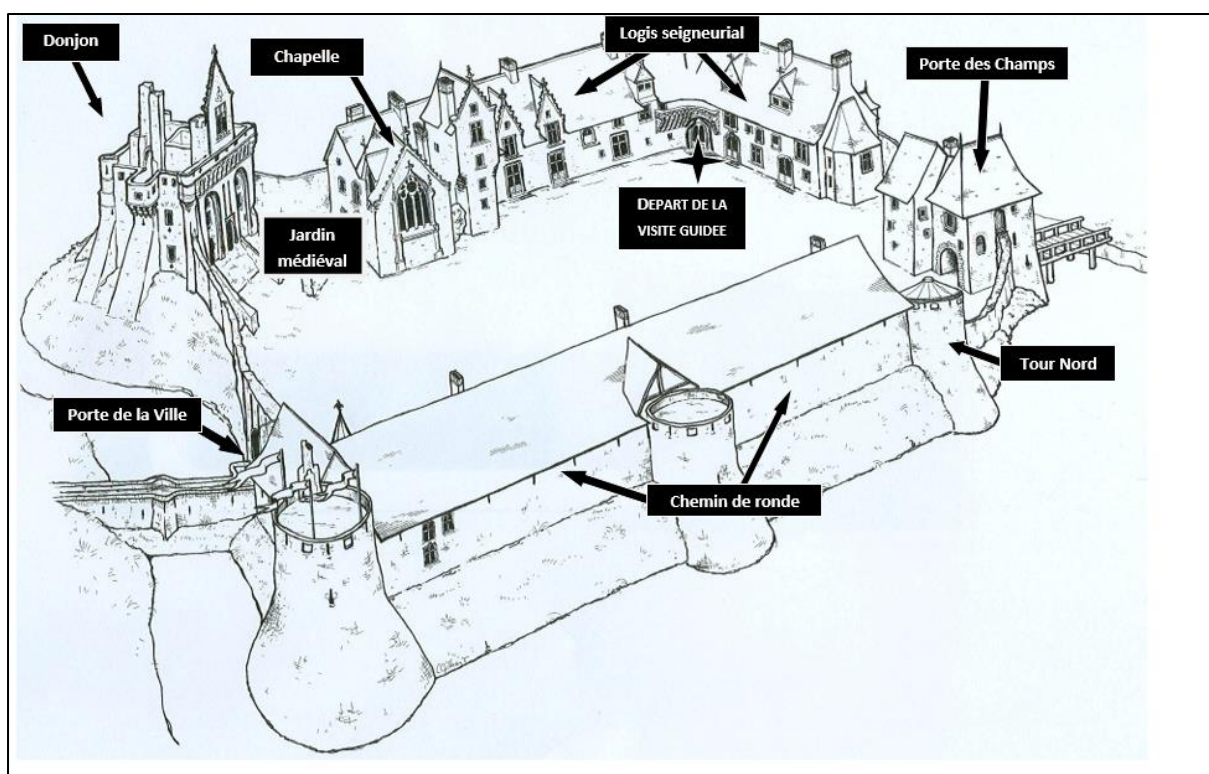 Donjon
Chapelle
Logis seigneurial
Porte des Champs
DEPART DE LA
VISITE GUIDEE
Jardin
médiéval
Tour Nord
Porte de la Ville
Chemin de ronde